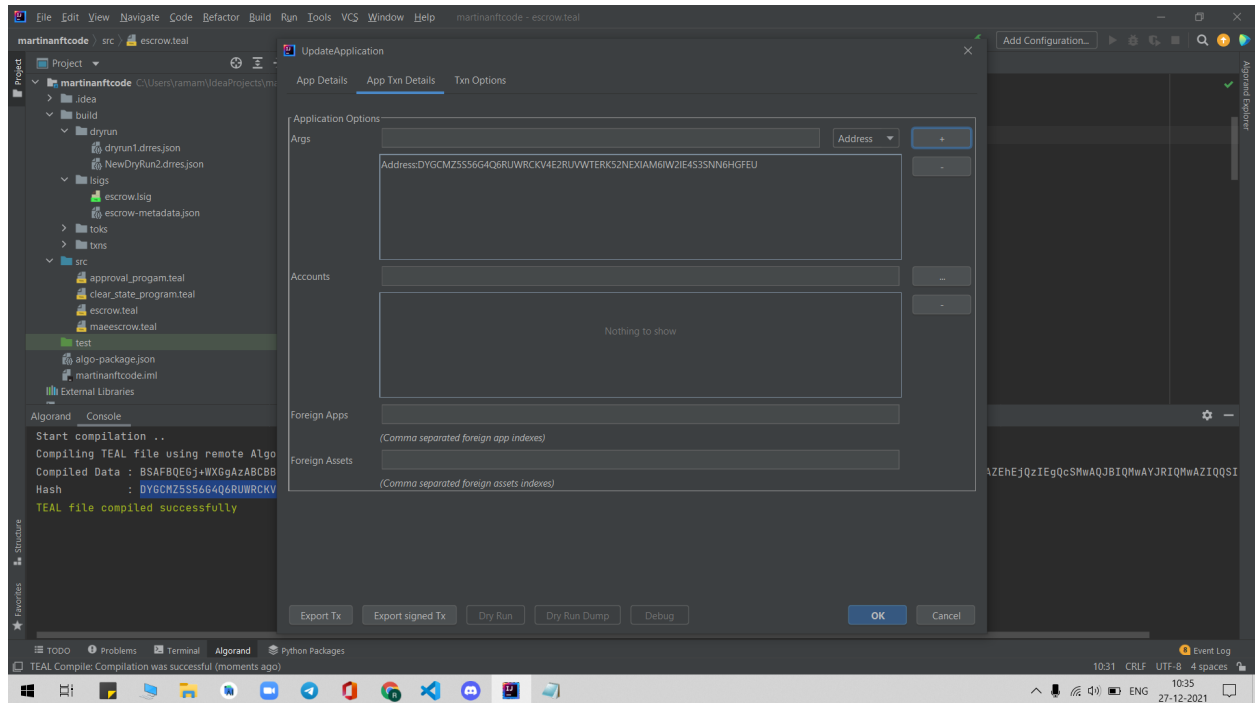 File Edit View Navigate Code Refactor Build Run Tools VCS Window Help martinanftcode - escrow.teal
martinanftcode src escrow.teal
Add Configuration...
Project
Project
martinanftcode C:\Users\ramam\IdeaProjects\ma
.idea
build
dryrun
dryrun1.drres.json
NewDryRun2.drres.json
lsigs
escrow.lsig
escrow-metadata.json
toks
txns
src
approval_progam.teal
clear_state_program.teal
escrow.teal
maeescrow.teal
test
algo-package.json
martinanftcode.iml
External Libraries
UpdateApplication
App Details App Txn Details Txn Options
Application Options
Args
Address
+
Address:DYGCMZ5S56G4Q6RUWRCKV4E2RUVWTERKS2NEXIAM6IW2IE4S3SNN6HGFEU
-
Accounts
...
Nothing to show
-
Foreign Apps
(Comma separated foreign app indexes)
Foreign Assets
(Comma separated foreign assets indexes)
Export Tx Export signed Tx Dry Run Dry Run Dump Debug OK Cancel
Algorand Explorer
Algorand Console
Start compilation ..
Compiling TEAL file using remote Algo
Compiled Data : BSAFBQEGj+WXGgAzABCBB
AZEhEjQzIEgQcSMwAQJBIQMwAYJRIQMwAZIQQSI
Hash : DYGCMZ5S56G4Q6RUWRCKV
TEAL file compiled successfully
Structure
Favorites
TODO Problems Terminal Algorand Python Packages
8 Event Log
TEAL Compile: Compilation was successful (moments ago)
10:31 CRLF UTF-8 4 spaces
ENG
10:35
27-12-2021